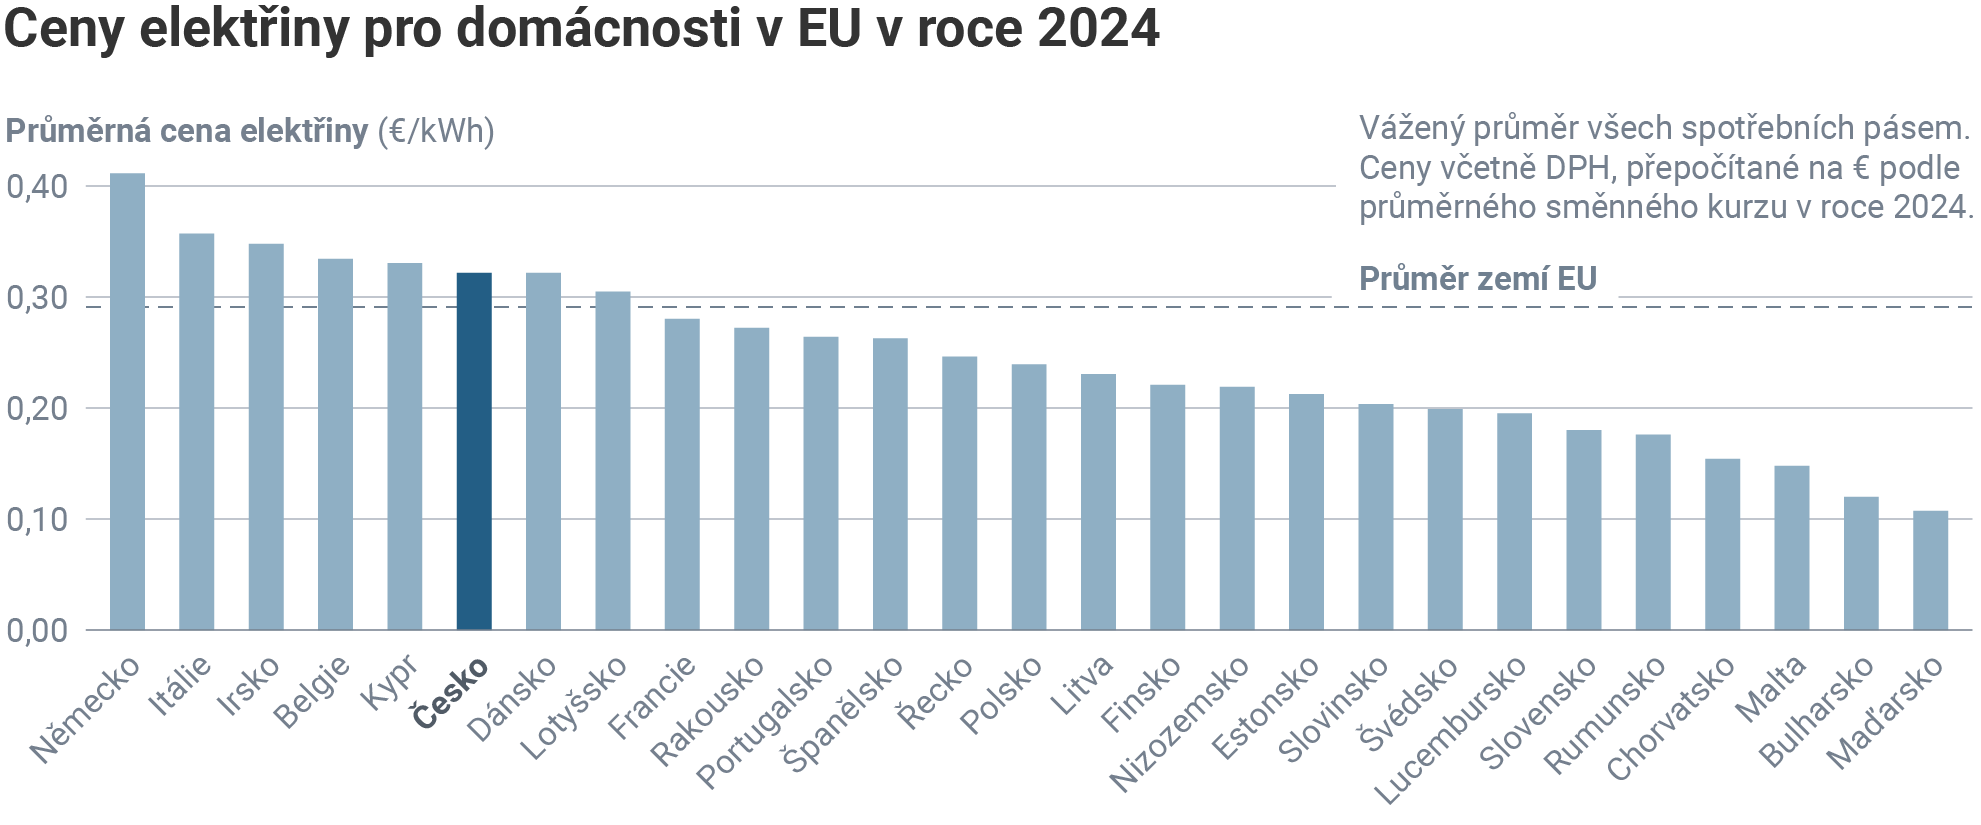 Ceny elektřiny pro domácnosti v EU v roce 2024
Průměrná cena elektřiny (€/kWh)
Vážený průměr všech spotřebních pásem.
Ceny včetně DPH, přepočítané na € podle
průměrného směnného kurzu v roce 2024.
Průměr zemí EU
0,40
0,30
0,20
0,10
0,00
Německo
Itálie
Irsko
Belgie
Kypr
Česko
Dánsko
Lotyšsko
Francie
Rakousko
Portugalsko
Španělsko
Řecko
Polsko
Litva
Finsko
Nizozemsko
Estonsko
Slovinsko
Švédsko
Lucembursko
Slovensko
Rumunsko
Chorvatsko
Malta
Bulharsko
Maďarsko